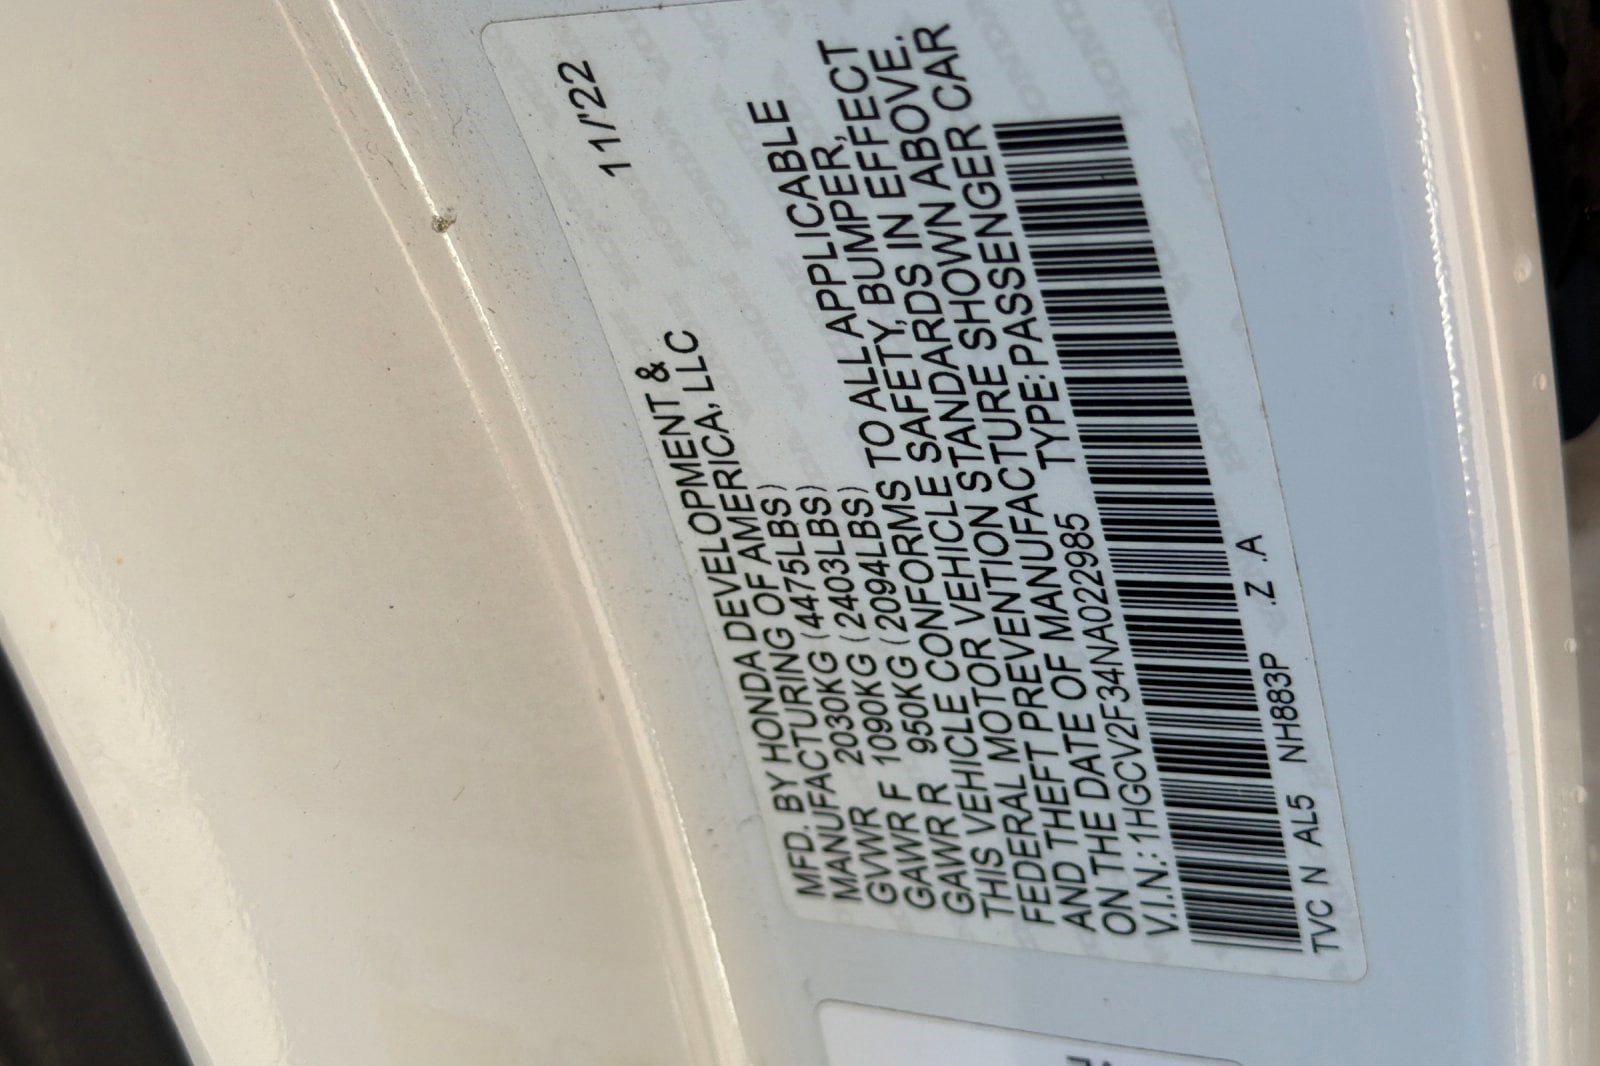 11/'22
MFD. BY HONDA DEVELOPMENT &
MANUFACTURING OF AMERICA, LLC
GVWR 2030KG (4475LBS)
GAWR F 1090KG (2403LBS)
GAWR R 950KG (2094LBS)
THIS VEHICLE CONFORMS TO ALL APPLICABLE
FEDERAL MOTOR VEHICLE SAFETY, BUMPER,
AND THEFT PREVENTION STANDARDS IN EFFECT
ON THE DATE OF MANUFACTURE SHOWN ABOVE.
V.I.N.: 1HGCV2F34NA022985 TYPE: PASSENGER CAR
TVC N AL5 NH883P .Z .A